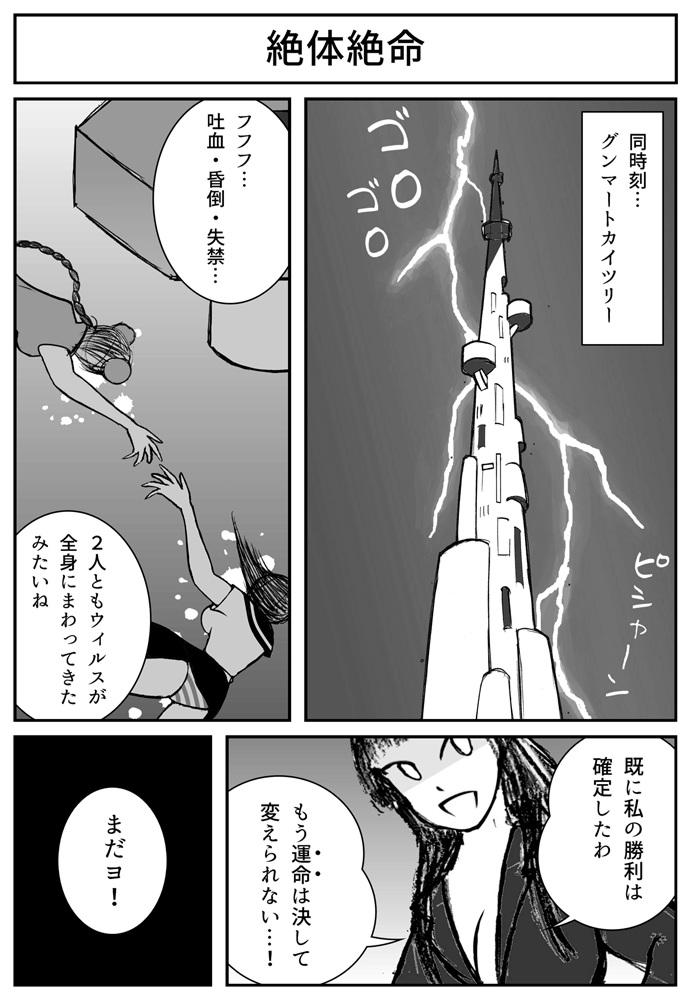 絶体絶命
同時刻…
グンマートカイツリー
ゴロ
ゴロ
ピシャーン
フフフ…
吐血・昏倒・失禁…
２人ともウィルスが
全身にまわってきた
みたいね
既に私の勝利は
確定したわ
もう運命は決して
変えられない…！
まだヨ！